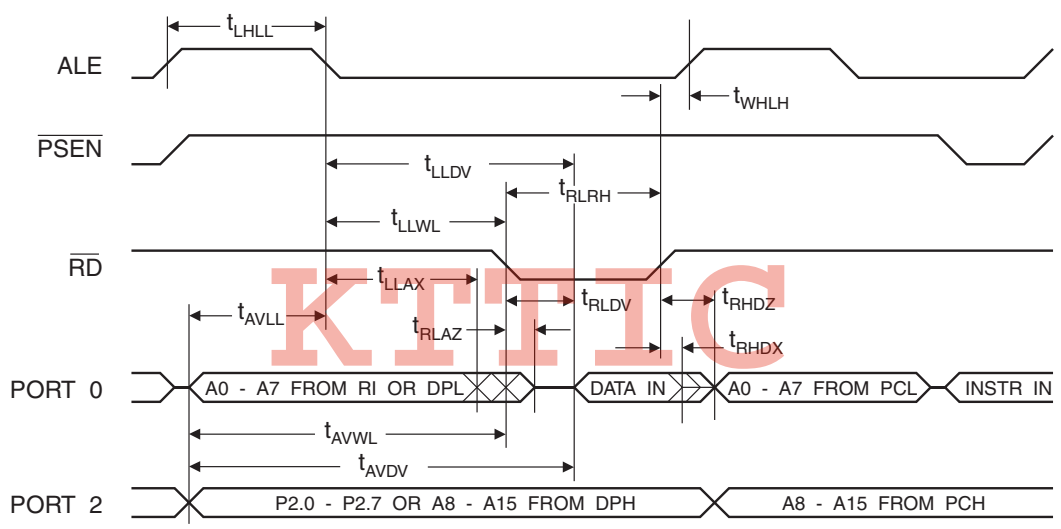 tLHLL
ALE
tWHLH
PSEN
tLLDV
tRLRH
tLLWL
RD
tLLAX
tRLDV
tRHDZ
tAVLL
tRLAZ
tRHDX
KTTIC
PORT 0
A0 - A7 FROM RI OR DPL
DATA IN
A0 - A7 FROM PCL
INSTR IN
tAVWL
tAVDV
PORT 2
P2.0 - P2.7 OR A8 - A15 FROM DPH
A8 - A15 FROM PCH